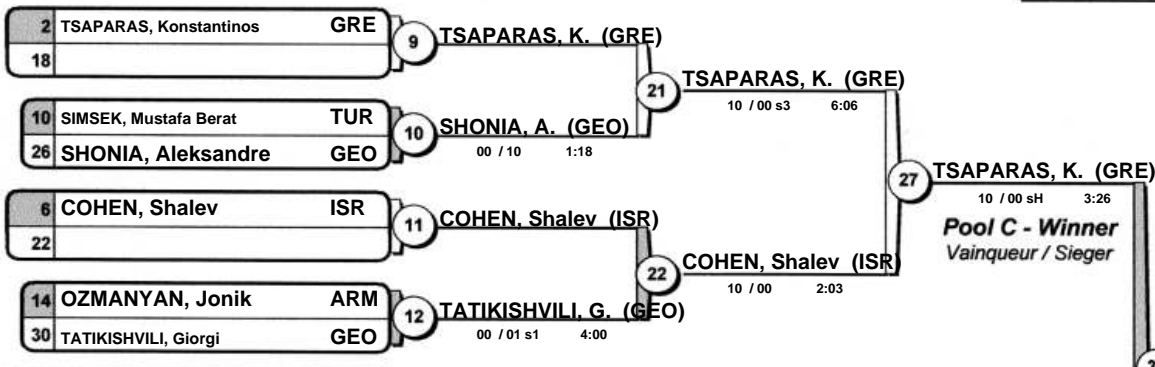 2 TSAPARAS, Konstantinos GRE
18
9 TSAPARAS, K. (GRE)
10 SIMSEK, Mustafa Berat TUR
26 SHONIA, Aleksandre GEO
10 SHONIA, A. (GEO)
00 / 10 1:18
21 TSAPARAS, K. (GRE)
10 / 00 s3 6:06
6 COHEN, Shalev ISR
22
11 COHEN, Shalev (ISR)
14 OZMANYAN, Jonik ARM
30 TATIKISHVILI, Giorgi GEO
12 TATIKISHVILI, G. (GEO)
00 / 01 s1 4:00
22 COHEN, Shalev (ISR)
10 / 00 2:03
27 TSAPARAS, K. (GRE)
10 / 00 sH 3:26
Pool C - Winner
Vainqueur / Sieger